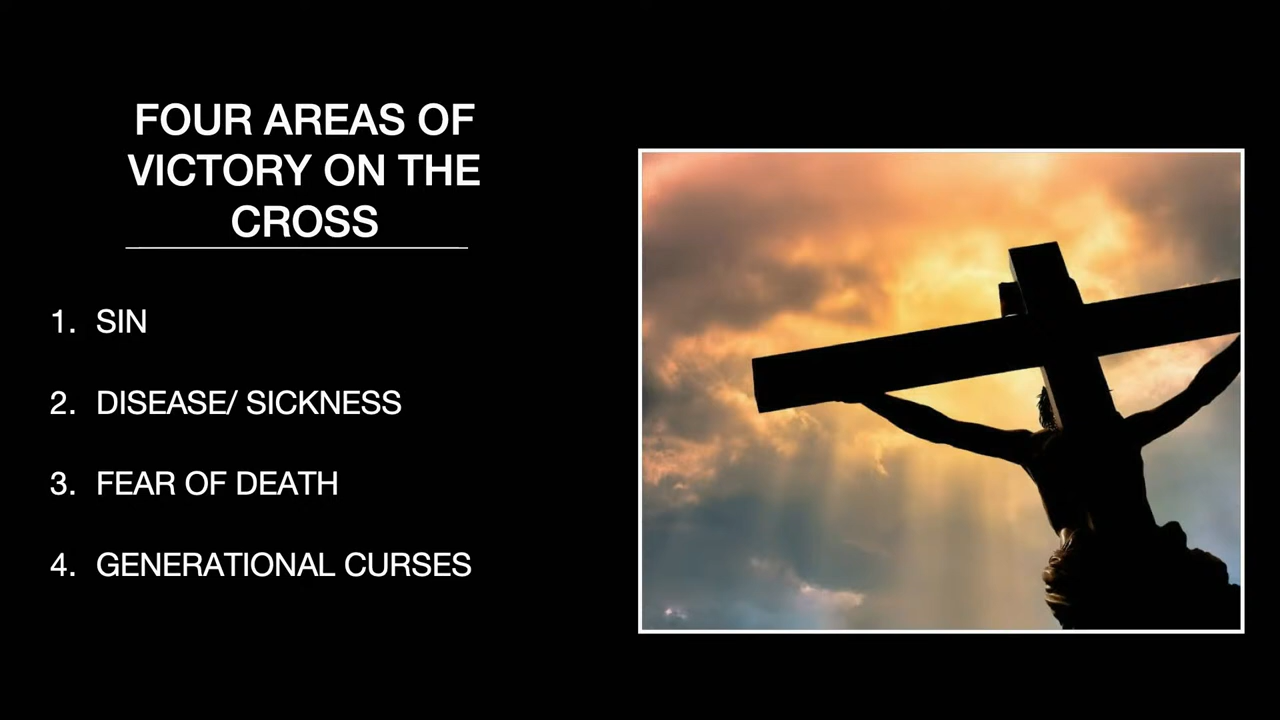 FOUR AREAS OF
VICTORY ON THE
CROSS
1. SIN
2. DISEASE/ SICKNESS
3. FEAR OF DEATH
4. GENERATIONAL CURSES